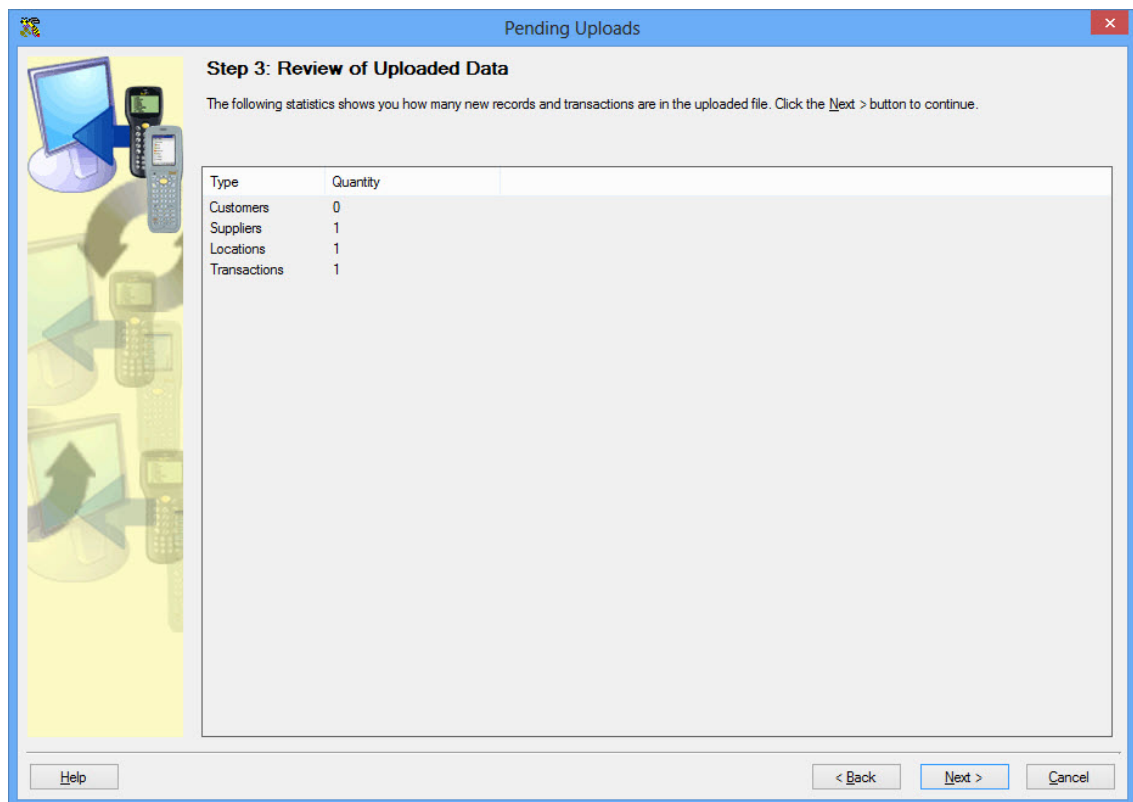 Pending Uploads
Step 3: Review of Uploaded Data
The following statistics shows you how many new records and transactions are in the uploaded file. Click the Next > button to continue.
Type Quantity
Customers 0
Suppliers 1
Locations 1
Transactions 1
Help < Back Next > Cancel